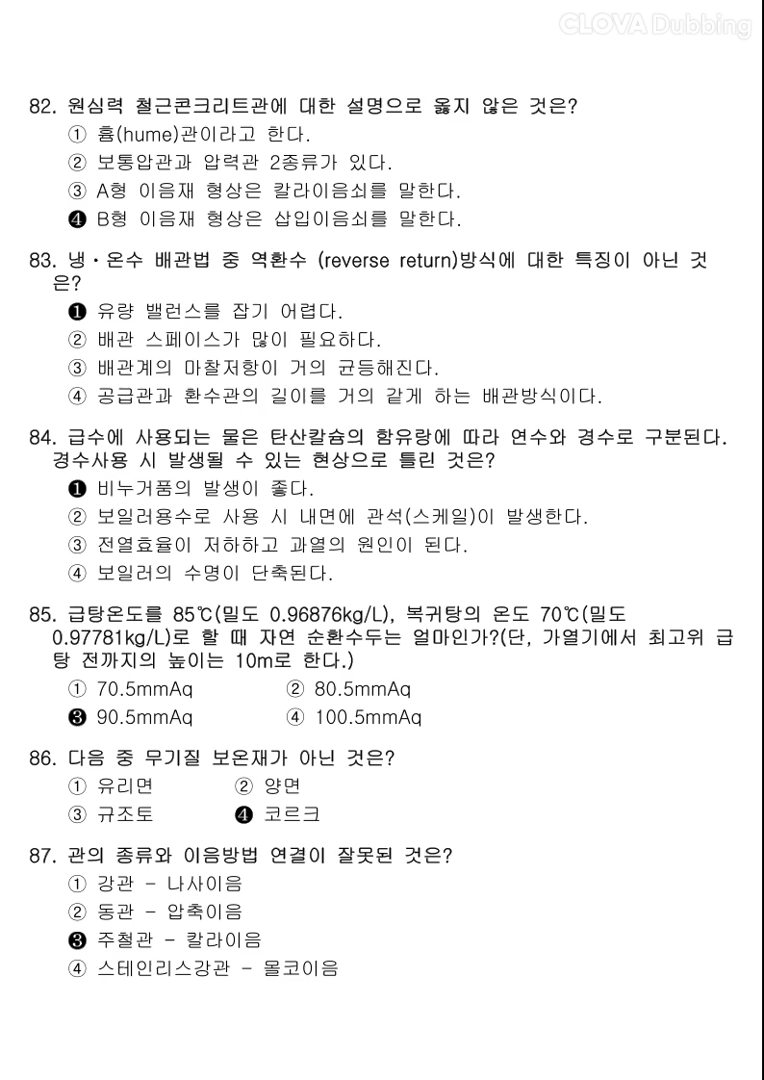 CLOVA Dubbing
82. 원심력 철근콘크리트관에 대한 설명으로 옳지 않은 것은?
① 흄(hume)관이라고 한다.
② 보통압관과 압력관 2종류가 있다.
③ A형 이음재 형상은 칼라이음쇠를 말한다.
❹ B형 이음재 형상은 삽입이음쇠를 말한다.
83. 냉·온수 배관법 중 역환수 (reverse return)방식에 대한 특징이 아닌 것
은?
❶ 유량 밸런스를 잡기 어렵다.
② 배관 스페이스가 많이 필요하다.
③ 배관계의 마찰저항이 거의 균등해진다.
④ 공급관과 환수관의 길이를 거의 같게 하는 배관방식이다.
84. 급수에 사용되는 물은 탄산칼슘의 함유량에 따라 연수와 경수로 구분된다.
경수사용 시 발생될 수 있는 현상으로 틀린 것은?
❶ 비누거품의 발생이 좋다.
② 보일러용수로 사용 시 내면에 관석(스케일)이 발생한다.
③ 전열효율이 저하하고 과열의 원인이 된다.
④ 보일러의 수명이 단축된다.
85. 급탕온도를 85℃(밀도 0.96876kg/L), 복귀탕의 온도 70℃(밀도
0.97781kg/L)로 할 때 자연 순환수두는 얼마인가?(단, 가열기에서 최고위 급
탕 전까지의 높이는 10m로 한다.)
① 70.5mmAq ② 80.5mmAq
❸ 90.5mmAq ④ 100.5mmAq
86. 다음 중 무기질 보온재가 아닌 것은?
① 유리면 ② 양면
③ 규조토 ❹ 코르크
87. 관의 종류와 이음방법 연결이 잘못된 것은?
① 강관 - 나사이음
② 동관 - 압축이음
❸ 주철관 - 칼라이음
④ 스테인리스강관 - 몰코이음